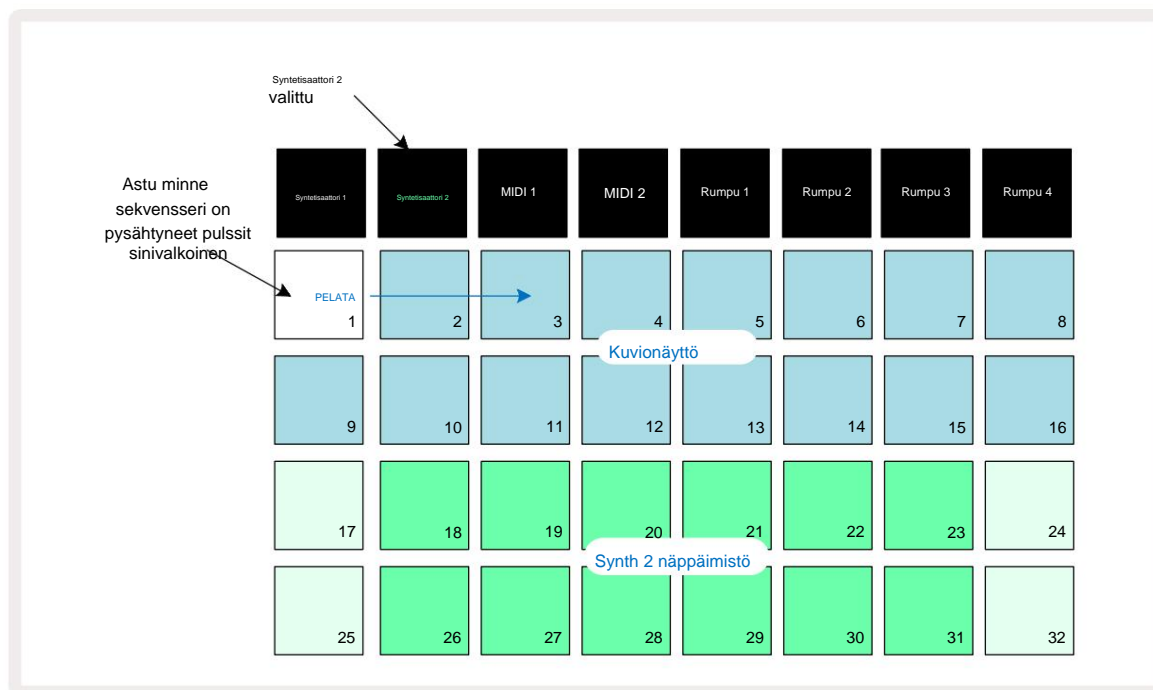 Syntetisaattori 2
valittu
Astu minne
sekvensseri on
pysähtyneet pulssit
sinivalkoinen
Syntetisaattori 1
Syntetisaattori 2
MIDI 1
MIDI 2
Rumpu 1
Rumpu 2
Rumpu 3
Rumpu 4
PELATA
1
2
3
4
5
6
7
8
Kuvionäyttö
9
10
11
12
13
14
15
16
17
18
19
20
21
22
23
24
Synth 2 näppäimistö
25
26
27
28
29
30
31
32